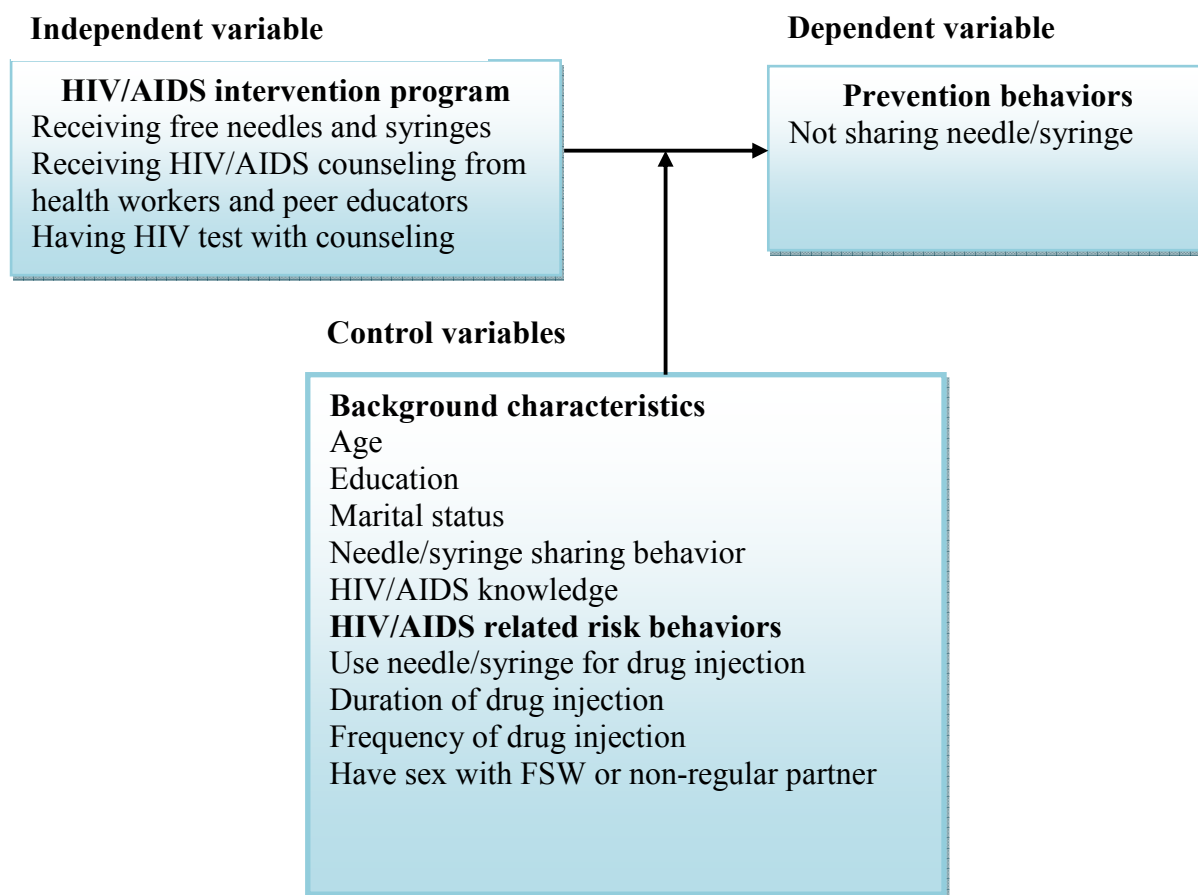 Independent variable
HIV/AIDS intervention program
Receiving free needles and syringes
Receiving HIV/AIDS counseling from
health workers and peer educators
Having HIV test with counseling
Dependent variable
Prevention behaviors
Not sharing needle/syringe
Control variables
Background characteristics
Age
Education
Marital status
Needle/syringe sharing behavior
HIV/AIDS knowledge
HIV/AIDS related risk behaviors
Use needle/syringe for drug injection
Duration of drug injection
Frequency of drug injection
Have sex with FSW or non-regular partner